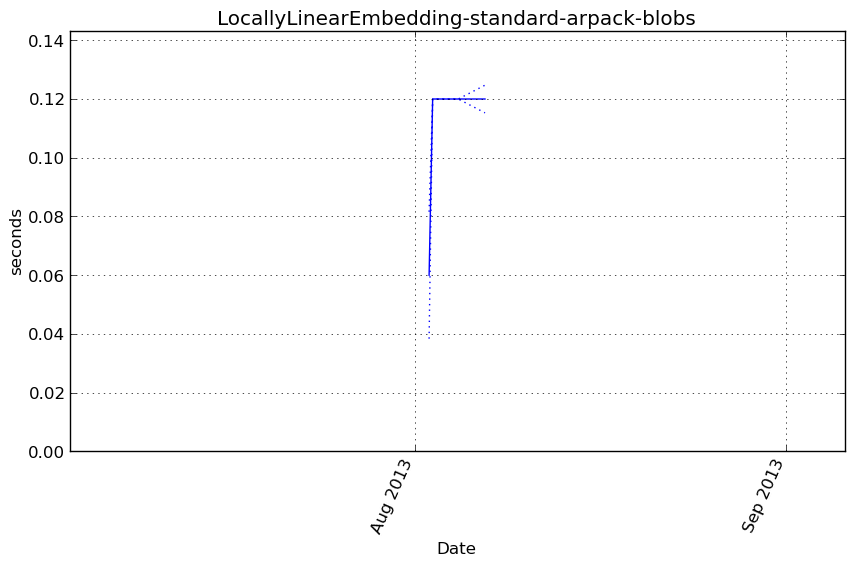 LocallyLinearEmbedding-standard-arpack-blobs
0.14
0.12
0.10
0.08
0.06
0.04
0.02
0.00
seconds
Aug 2013
Sep 2013
Date